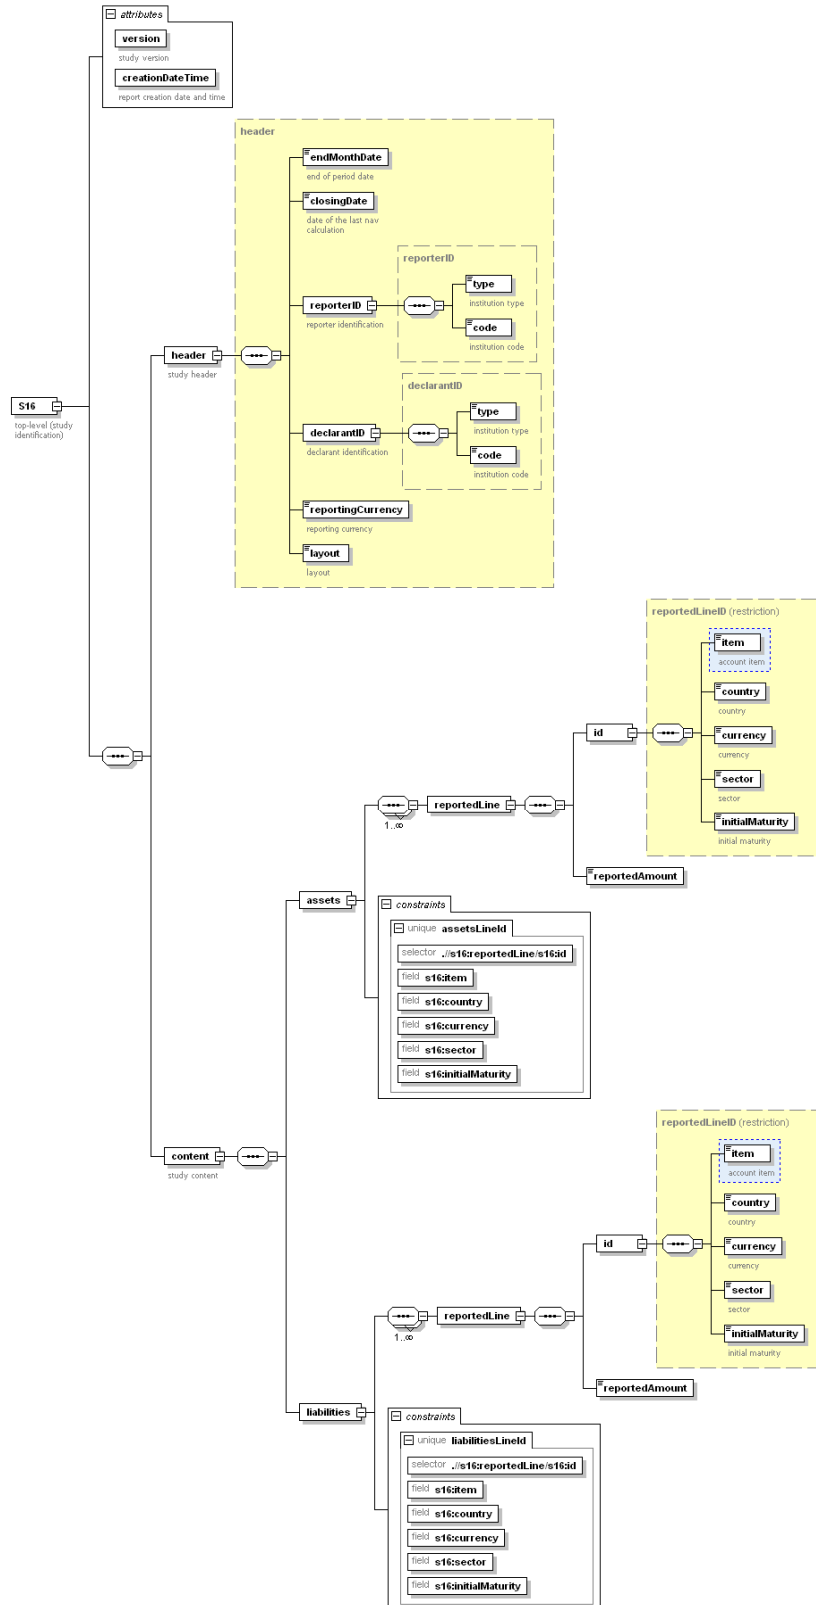 attributes
version
study version
creationDateTime
report creation date and time
header
endMonthDate
end of period date
closingDate
date of the last nav
calculation
reporterID
reporterID
reporter identification
type
institution type
code
institution code
header
study header
declarantID
declarantID
declarant identification
type
institution type
code
institution code
S16
top-level (study
identification)
reportingCurrency
reporting currency
layout
layout
reportedLineID (restriction)
item
account item
country
country
id
currency
currency
sector
sector
initialMaturity
initial maturity
reportedLine
1..∞
reportedAmount
assets
constraints
unique assetsLineId
selector .//s16:reportedLine/s16:id
field s16:item
field s16:country
field s16:currency
field s16:sector
field s16:initialMaturity
content
study content
reportedLineID (restriction)
item
account item
country
country
id
currency
currency
sector
sector
initialMaturity
initial maturity
reportedLine
1..∞
reportedAmount
liabilities
constraints
unique liabilitiesLineId
selector .//s16:reportedLine/s16:id
field s16:item
field s16:country
field s16:currency
field s16:sector
field s16:initialMaturity